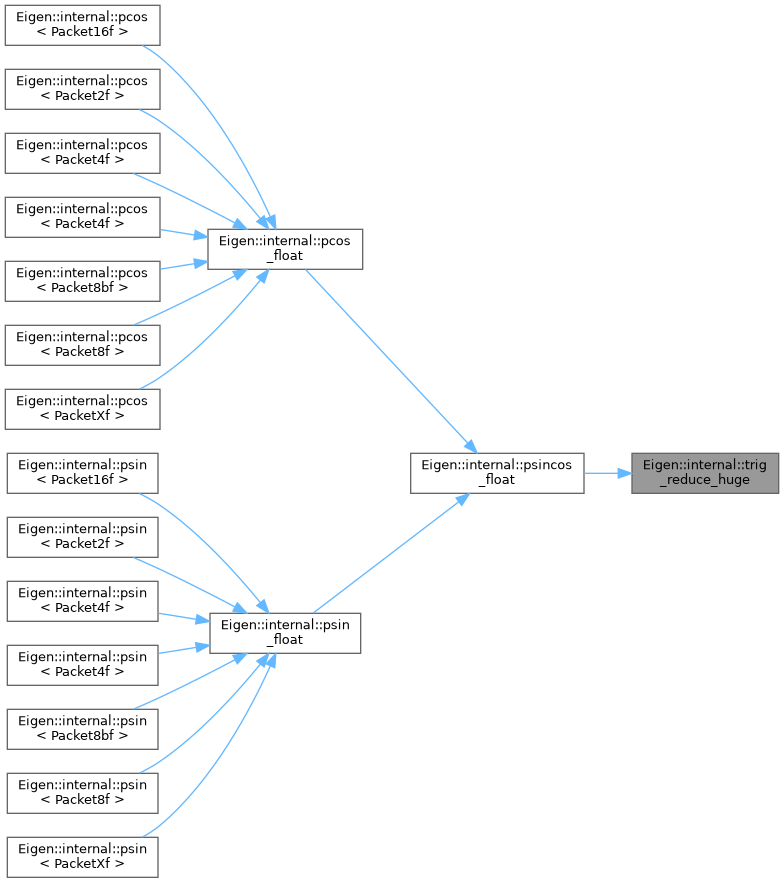 Eigen::internal::pcos
< Packet16f >
Eigen::internal::pcos
< Packet2f >
Eigen::internal::pcos
< Packet4f >
Eigen::internal::pcos
< Packet4f >
Eigen::internal::pcos
_float
Eigen::internal::pcos
< Packet8bf >
Eigen::internal::pcos
< Packet8f >
Eigen::internal::pcos
< PacketXf >
Eigen::internal::psin
< Packet16f >
Eigen::internal::psincos
_float
Eigen::internal::trig
_reduce_huge
Eigen::internal::psin
< Packet2f >
Eigen::internal::psin
< Packet4f >
Eigen::internal::psin
_float
Eigen::internal::psin
< Packet4f >
Eigen::internal::psin
< Packet8bf >
Eigen::internal::psin
< Packet8f >
Eigen::internal::psin
< PacketXf >